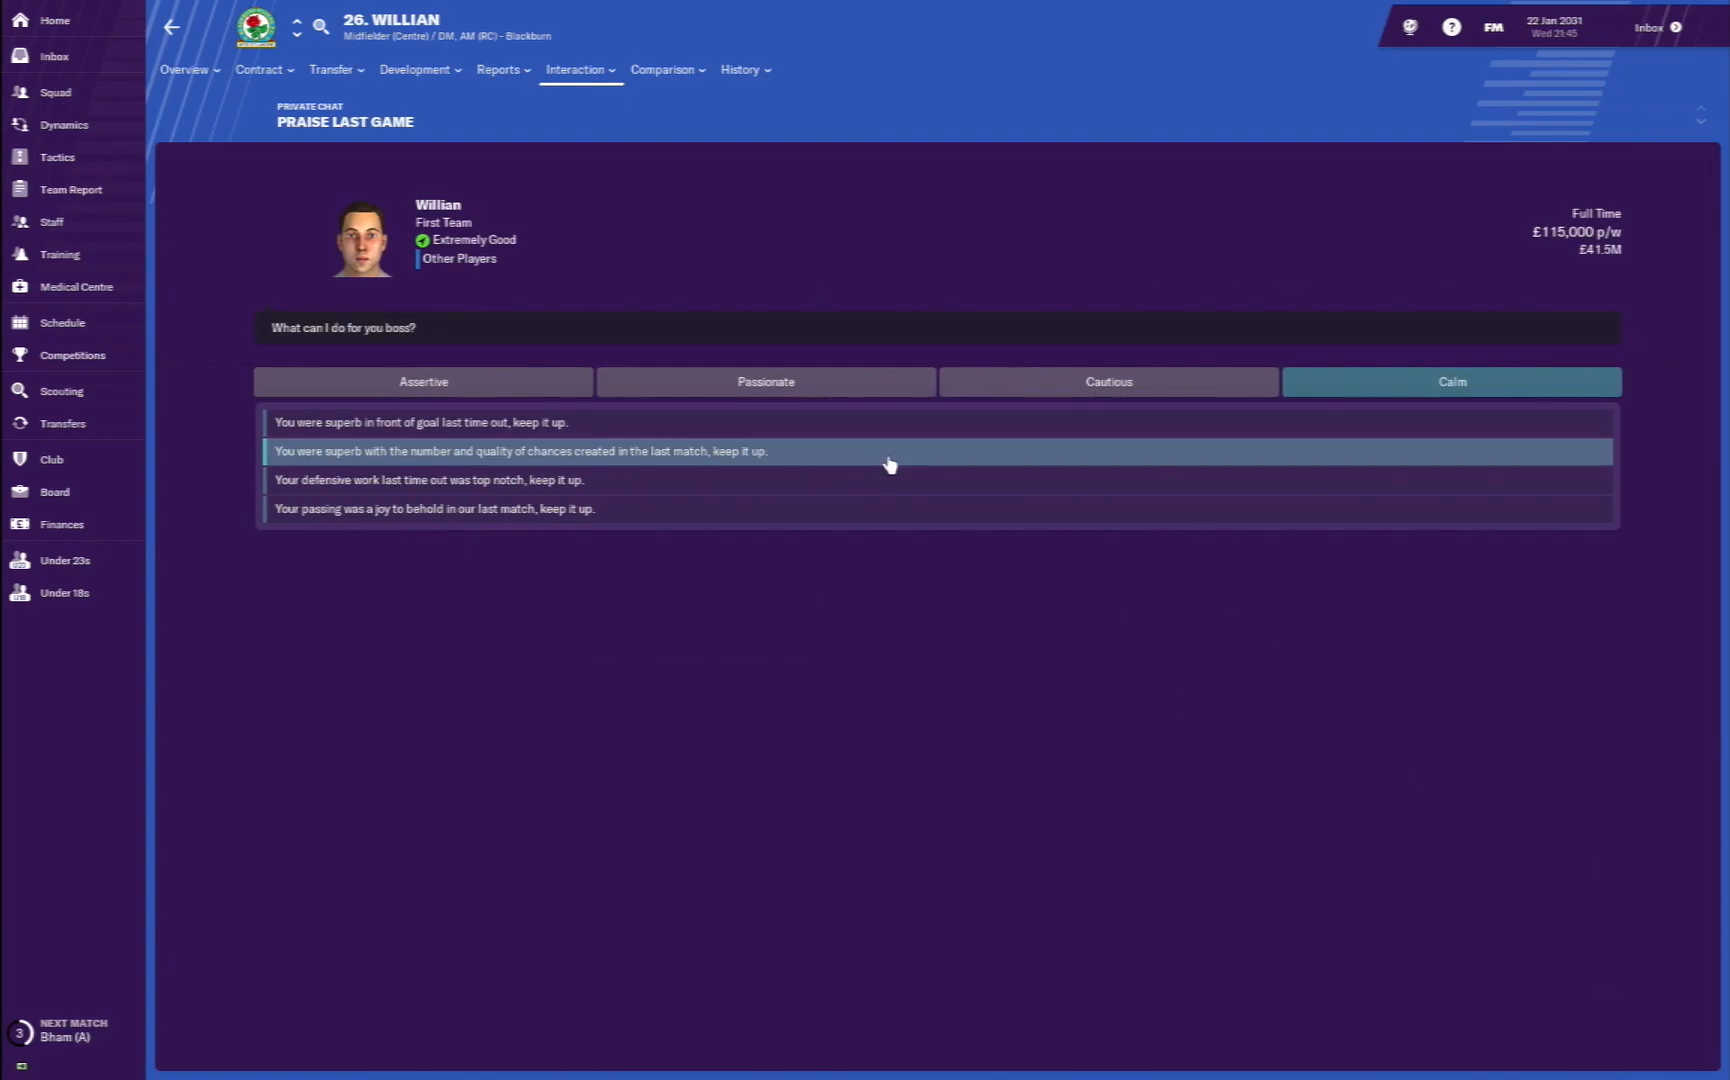 Home
Inbox
Squad
Dynamics
Tactics
Team Report
Staff
Training
Medical Centre
Schedule
Competitions
Scouting
Transfers
Club
Board
Finances
Under 23s
Under 18s
3
NEXT MATCH
Bham (A)
26. WILLIAN
Midfielder (Centre) / DM, AM (RC) - Blackburn
?
FM
22 Jan 2031
Wed 21:45
Inbox
Overview
Contract
Transfer
Development
Reports
Interaction
Comparison
History
PRIVATE CHAT
PRAISE LAST GAME
Willian
First Team
Extremely Good
Other Players
Full Time
£115,000 p/w
£41.5M
What can I do for you boss?
Assertive
Passionate
Cautious
Calm
You were superb in front of goal last time out, keep it up.
You were superb with the number and quality of chances created in the last match, keep it up.
Your defensive work last time out was top notch, keep it up.
Your passing was a joy to behold in our last match, keep it up.